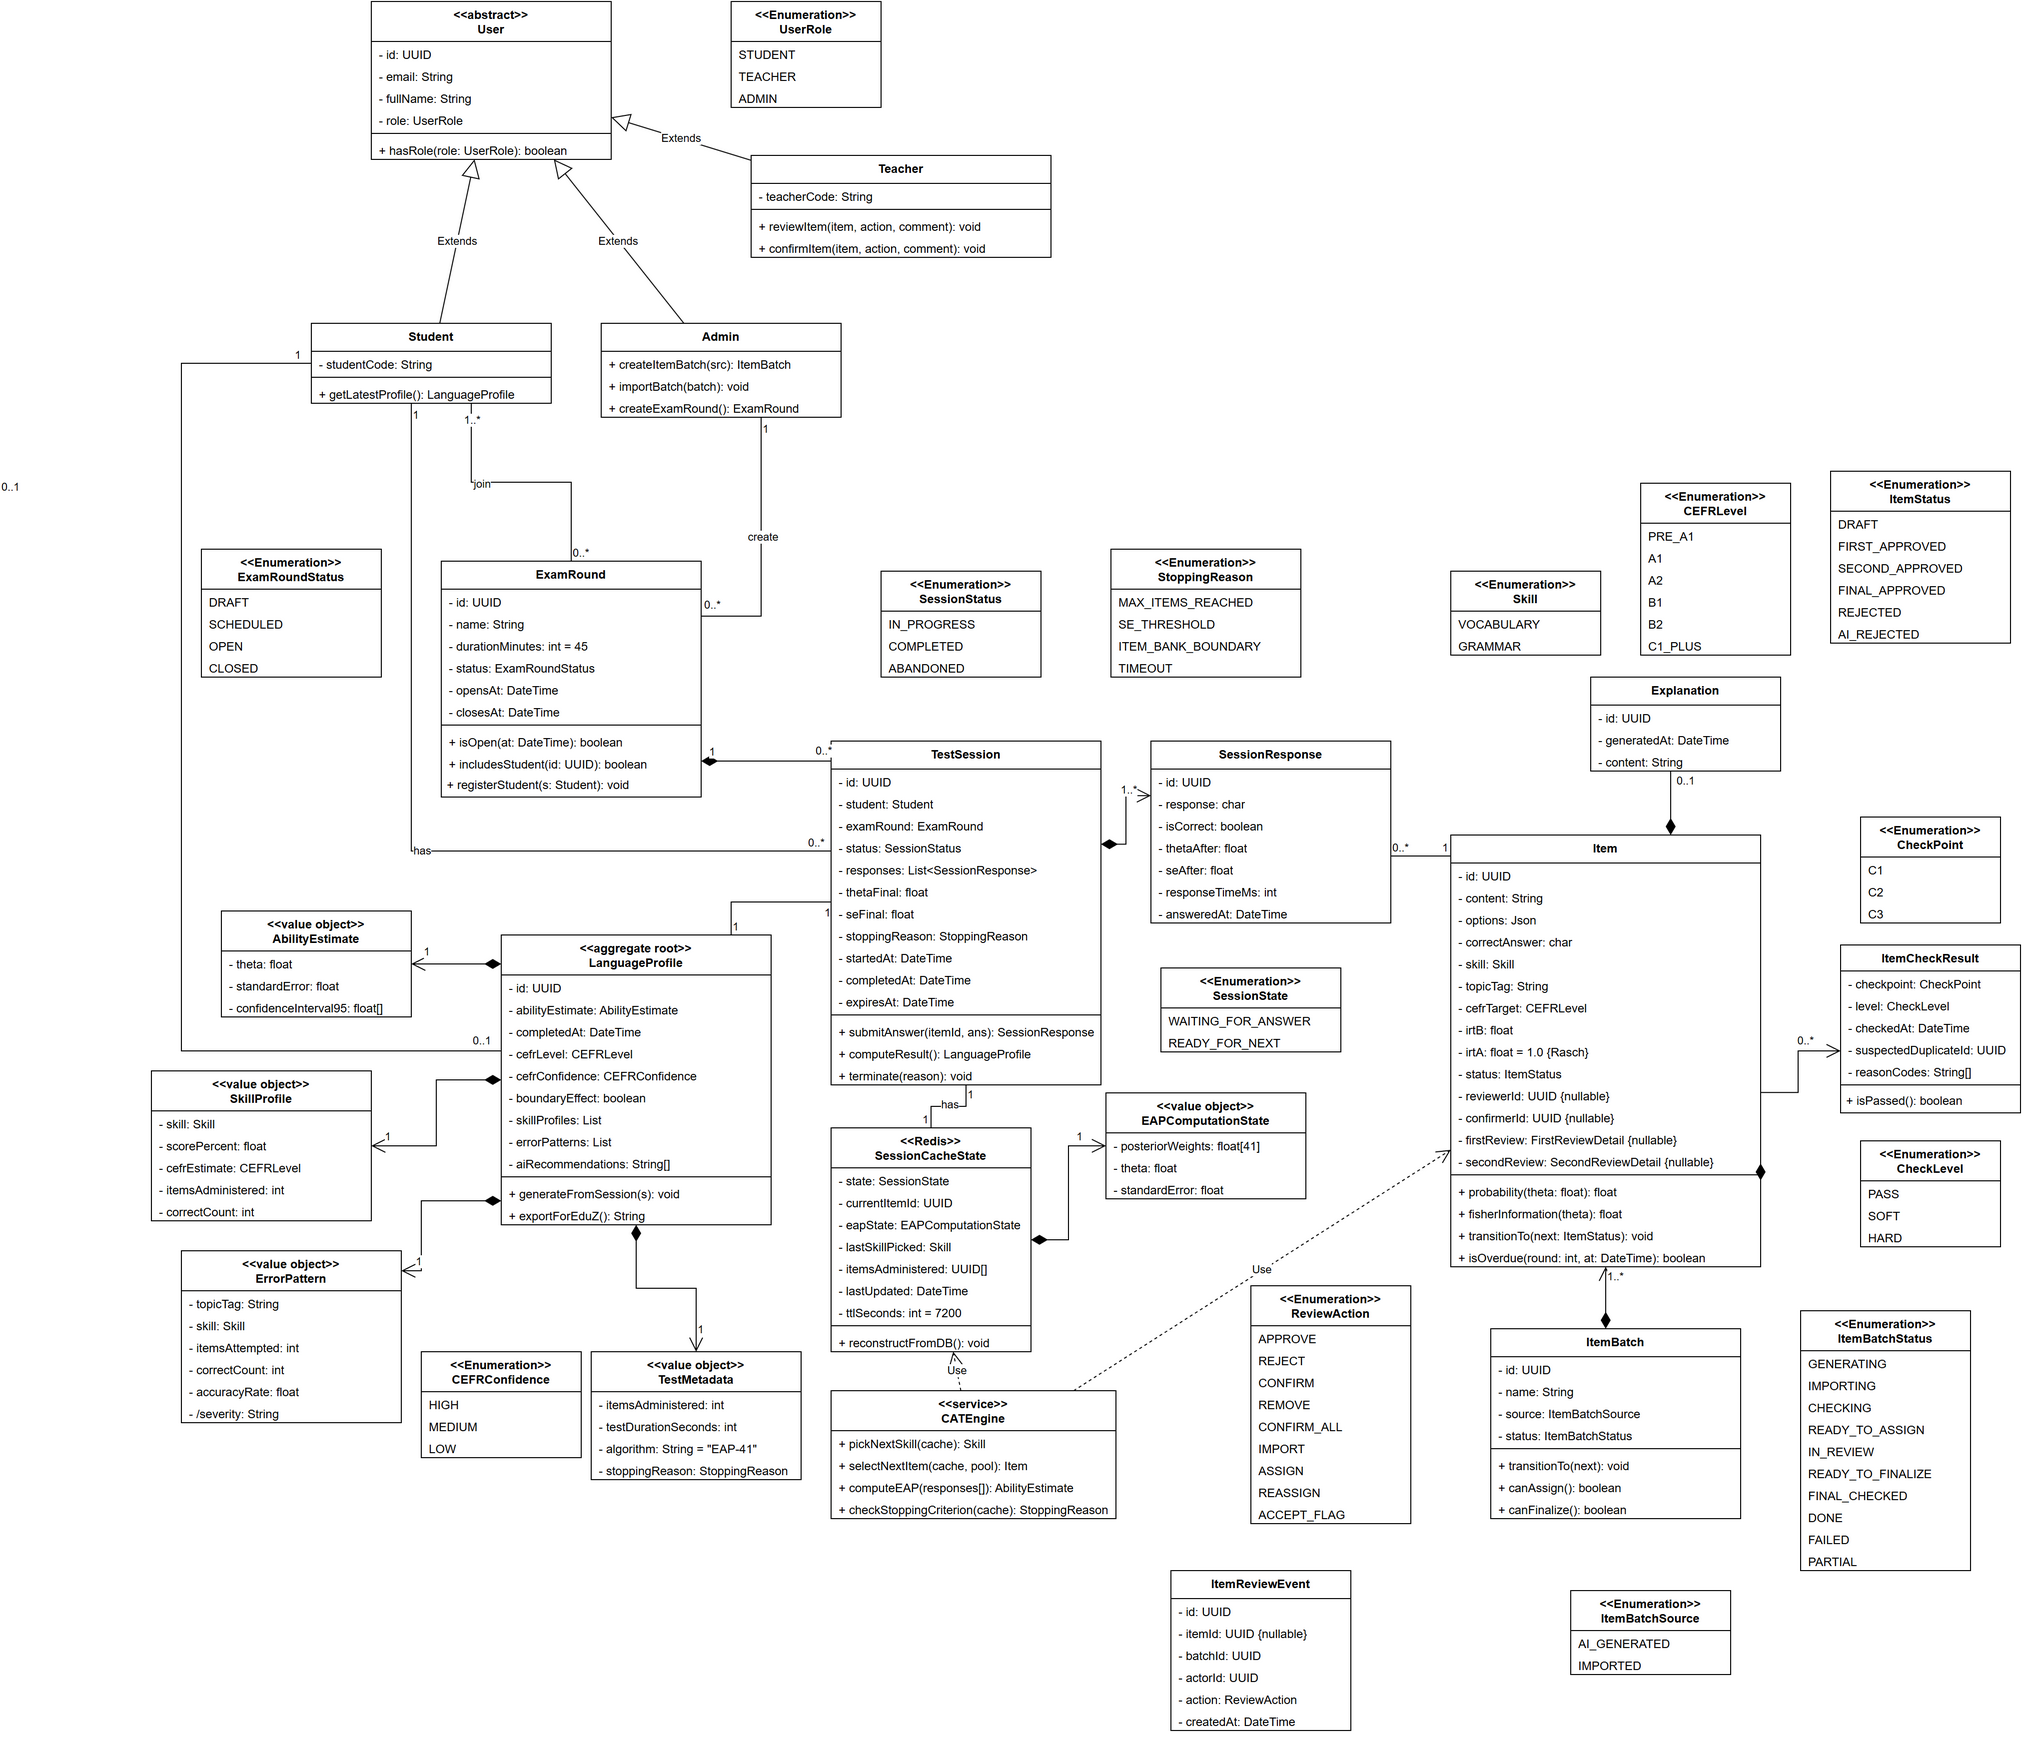 <<abstract>>
User
- id: UUID
- email: String
- fullName: String
- role: UserRole
+ hasRole(role: UserRole): boolean
<<Enumeration>>
UserRole
STUDENT
TEACHER
ADMIN
Extends
Teacher
- teacherCode: String
+ reviewItem(item, action, comment): void
+ confirmItem(item, action, comment): void
Extends
Extends
Student
- studentCode: String
+ getLatestProfile(): LanguageProfile
Admin
+ createItemBatch(src): ItemBatch
+ importBatch(batch): void
+ createExamRound(): ExamRound
1
1
1..*
1
join
create
0..1
0..*
0..*
<<Enumeration>>
ExamRoundStatus
DRAFT
SCHEDULED
OPEN
CLOSED
ExamRound
- id: UUID
- name: String
- durationMinutes: int = 45
- status: ExamRoundStatus
- opensAt: DateTime
- closesAt: DateTime
+ isOpen(at: DateTime): boolean
+ includesStudent(id: UUID): boolean
+ registerStudent(s: Student): void
<<Enumeration>>
SessionStatus
IN_PROGRESS
COMPLETED
ABANDONED
<<Enumeration>>
StoppingReason
MAX_ITEMS_REACHED
SE_THRESHOLD
ITEM_BANK_BOUNDARY
TIMEOUT
<<Enumeration>>
Skill
VOCABULARY
GRAMMAR
<<Enumeration>>
CEFRLevel
PRE_A1
A1
A2
B1
B2
C1_PLUS
<<Enumeration>>
ItemStatus
DRAFT
FIRST_APPROVED
SECOND_APPROVED
FINAL_APPROVED
REJECTED
AI_REJECTED
Explanation
- id: UUID
- generatedAt: DateTime
- content: String
0..1
1
0..*
has
0..*
TestSession
- id: UUID
- student: Student
- examRound: ExamRound
- status: SessionStatus
- responses: List<SessionResponse>
- thetaFinal: float
- seFinal: float
- stoppingReason: StoppingReason
- startedAt: DateTime
- completedAt: DateTime
- expiresAt: DateTime
+ submitAnswer(itemId, ans): SessionResponse
+ computeResult(): LanguageProfile
+ terminate(reason): void
1..*
SessionResponse
- id: UUID
- response: char
- isCorrect: boolean
- thetaAfter: float
- seAfter: float
- responseTimeMs: int
- answeredAt: DateTime
0..*
1
Item
- id: UUID
- content: String
- options: Json
- correctAnswer: char
- skill: Skill
- topicTag: String
- cefrTarget: CEFRLevel
- irtB: float
- irtA: float = 1.0 {Rasch}
- status: ItemStatus
- reviewerId: UUID {nullable}
- confirmerId: UUID {nullable}
- firstReview: FirstReviewDetail {nullable}
- secondReview: SecondReviewDetail {nullable}
+ probability(theta: float): float
+ fisherInformation(theta): float
+ transitionTo(next: ItemStatus): void
+ isOverdue(round: int, at: DateTime): boolean
<<Enumeration>>
CheckPoint
C1
C2
C3
0..*
ItemCheckResult
- checkpoint: CheckPoint
- level: CheckLevel
- checkedAt: DateTime
- suspectedDuplicateId: UUID
- reasonCodes: String[]
+ isPassed(): boolean
<<Enumeration>>
CheckLevel
PASS
SOFT
HARD
<<value object>>
AbilityEstimate
- theta: float
- standardError: float
- confidenceInterval95: float[]
1
1
1
0..1
<<aggregate root>>
LanguageProfile
- id: UUID
- abilityEstimate: AbilityEstimate
- completedAt: DateTime
- cefrLevel: CEFRLevel
- cefrConfidence: CEFRConfidence
- boundaryEffect: boolean
- skillProfiles: List
- errorPatterns: List
- aiRecommendations: String[]
+ generateFromSession(s): void
+ exportForEduZ(): String
<<Enumeration>>
SessionState
WAITING_FOR_ANSWER
READY_FOR_NEXT
<<value object>>
SkillProfile
- skill: Skill
- scorePercent: float
- cefrEstimate: CEFRLevel
- itemsAdministered: int
- correctCount: int
1
1
has
1
<<Redis>>
SessionCacheState
- state: SessionState
- currentItemId: UUID
- eapState: EAPComputationState
- lastSkillPicked: Skill
- itemsAdministered: UUID[]
- lastUpdated: DateTime
- ttlSeconds: int = 7200
+ reconstructFromDB(): void
1
<<value object>>
EAPComputationState
- posteriorWeights: float[41]
- theta: float
- standardError: float
<<value object>>
ErrorPattern
- topicTag: String
- skill: Skill
- itemsAttempted: int
- correctCount: int
- accuracyRate: float
- /severity: String
1
1
<<Enumeration>>
CEFRConfidence
HIGH
MEDIUM
LOW
<<value object>>
TestMetadata
- itemsAdministered: int
- testDurationSeconds: int
- algorithm: String = "EAP-41"
- stoppingReason: StoppingReason
Use
Use
<<service>>
CATEngine
+ pickNextSkill(cache): Skill
+ selectNextItem(cache, pool): Item
+ computeEAP(responses[]): AbilityEstimate
+ checkStoppingCriterion(cache): StoppingReason
<<Enumeration>>
ReviewAction
APPROVE
REJECT
CONFIRM
REMOVE
CONFIRM_ALL
IMPORT
ASSIGN
REASSIGN
ACCEPT_FLAG
1..*
ItemBatch
- id: UUID
- name: String
- source: ItemBatchSource
- status: ItemBatchStatus
+ transitionTo(next): void
+ canAssign(): boolean
+ canFinalize(): boolean
<<Enumeration>>
ItemBatchStatus
GENERATING
IMPORTING
CHECKING
READY_TO_ASSIGN
IN_REVIEW
READY_TO_FINALIZE
FINAL_CHECKED
DONE
FAILED
PARTIAL
ItemReviewEvent
- id: UUID
- itemId: UUID {nullable}
- batchId: UUID
- actorId: UUID
- action: ReviewAction
- createdAt: DateTime
<<Enumeration>>
ItemBatchSource
AI_GENERATED
IMPORTED